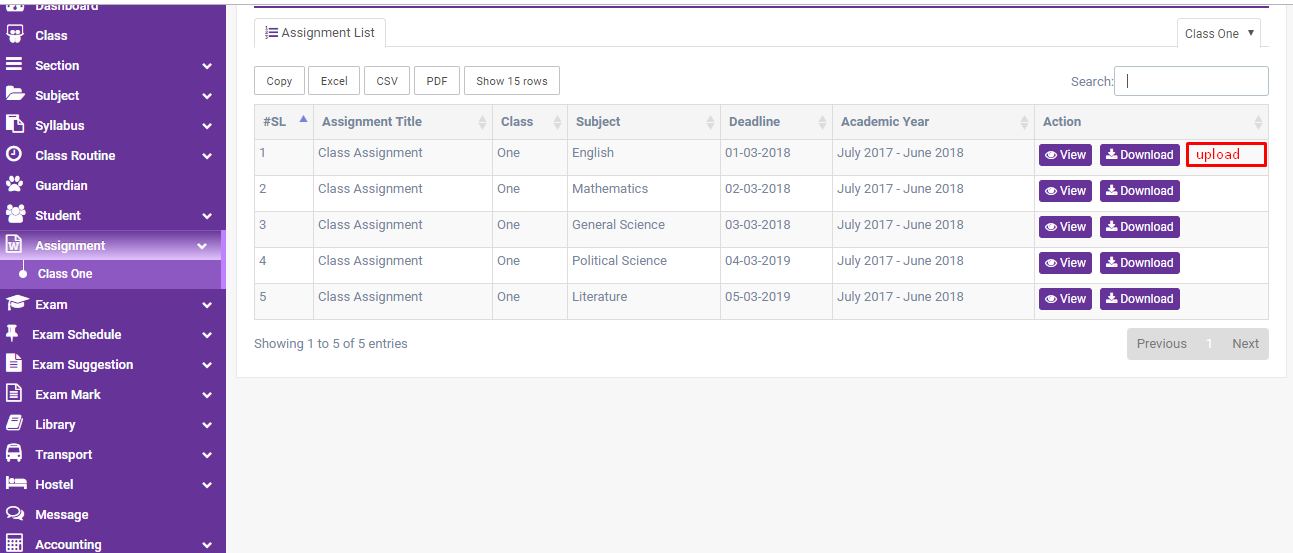 Dashboard
Class
Section
Subject
Syllabus
Class Routine
Guardian
Student
Assignment
Class One
Exam
Exam Schedule
Exam Suggestion
Exam Mark
Library
Transport
Hostel
Message
Accounting
Assignment List Class One
Copy Excel CSV PDF Show 15 rows Search:
#SL Assignment Title Class Subject Deadline Academic Year Action
1 Class Assignment One English 01-03-2018 July 2017 - June 2018 View Download upload
2 Class Assignment One Mathematics 02-03-2018 July 2017 - June 2018 View Download
3 Class Assignment One General Science 03-03-2018 July 2017 - June 2018 View Download
4 Class Assignment One Political Science 04-03-2019 July 2017 - June 2018 View Download
5 Class Assignment One Literature 05-03-2019 July 2017 - June 2018 View Download
Showing 1 to 5 of 5 entries Previous 1 Next